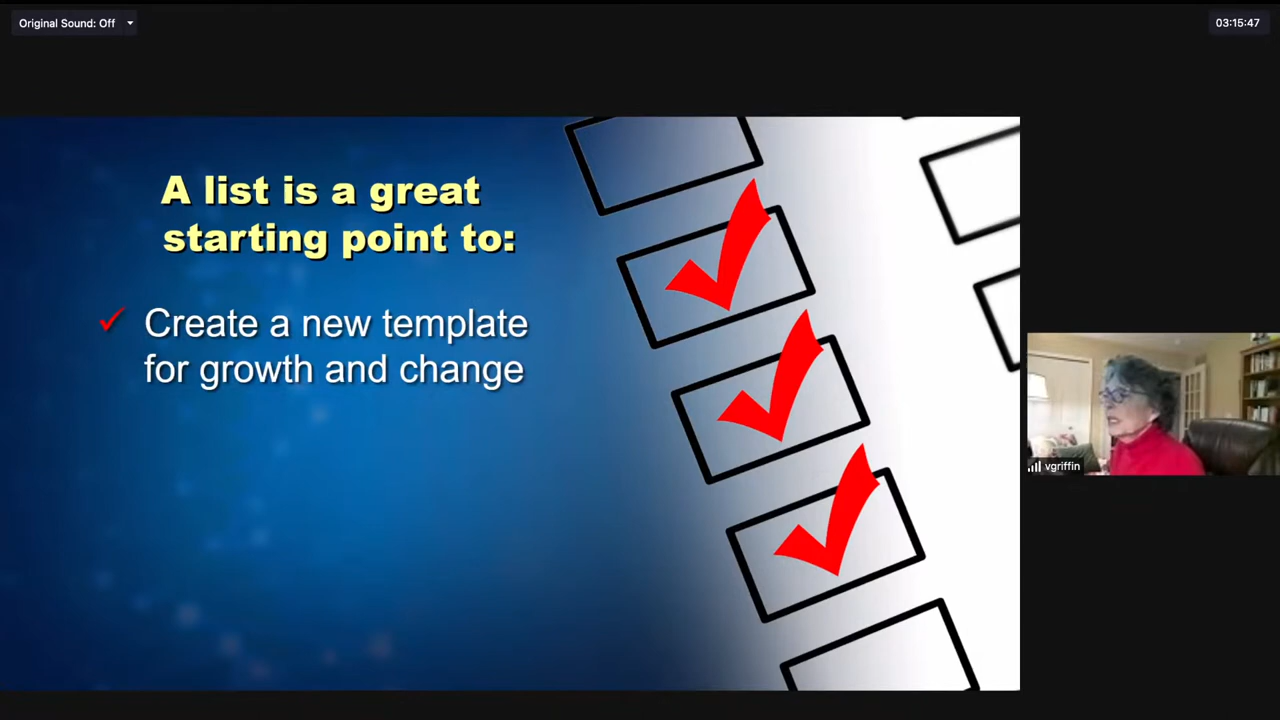 Original Sound: Off
03:15:47
A list is a great
starting point to:
Create a new template
for growth and change
vgriffin